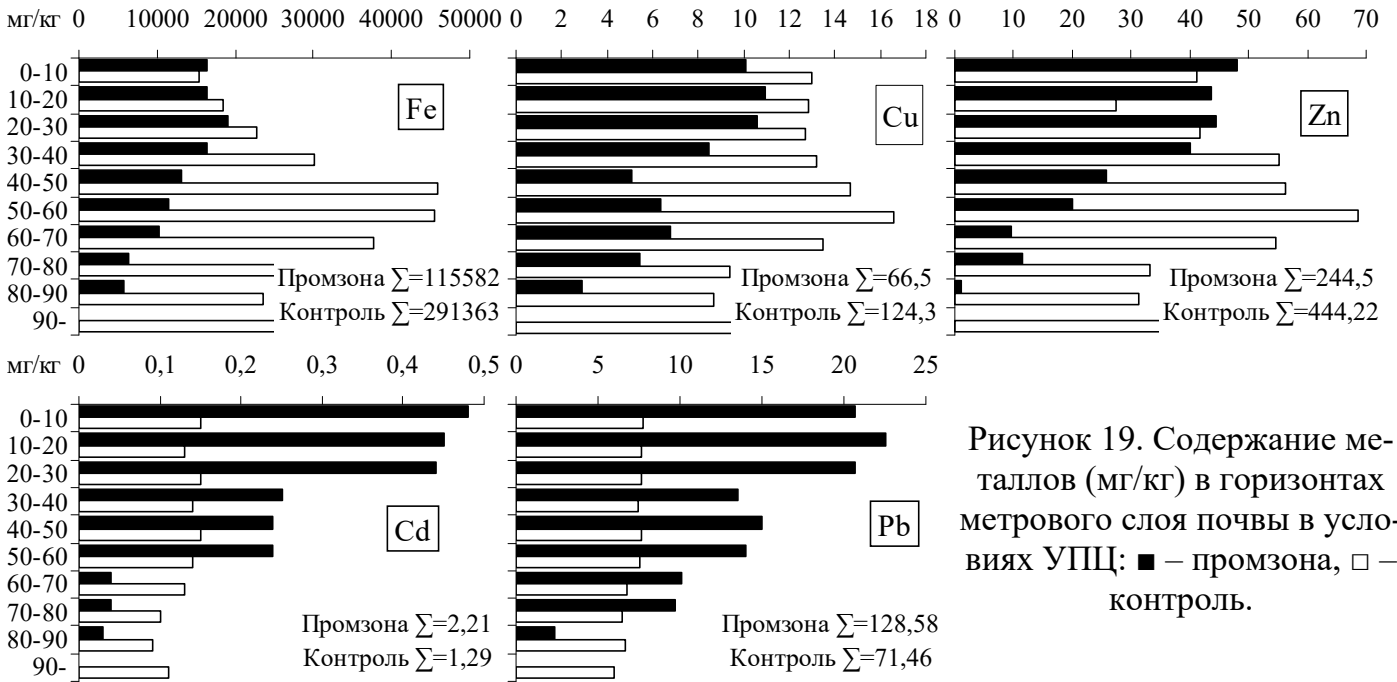 мг/кг 0 10000 20000 30000 40000 50000
0 2 4 6 8 10 12 14 16 18
0 10 20 30 40 50 60 70
0-10
10-20
20-30
30-40
40-50
50-60
60-70
70-80
80-90
90-
Fe
Промзона ∑=115582
Контроль ∑=291363
Cu
Промзона ∑=66,5
Контроль ∑=124,3
Zn
Промзона ∑=244,5
Контроль ∑=444,22
мг/кг 0 0,1 0,2 0,3 0,4 0,5
0 5 10 15 20 25
0-10
10-20
20-30
30-40
40-50
50-60
60-70
70-80
80-90
90-
Cd
Промзона ∑=2,21
Контроль ∑=1,29
Pb
Промзона ∑=128,58
Контроль ∑=71,46
Рисунок 19. Содержание ме-
таллов (мг/кг) в горизонтах
метрового слоя почвы в усло-
виях УПЦ: ■ – промзона, □ –
контроль.